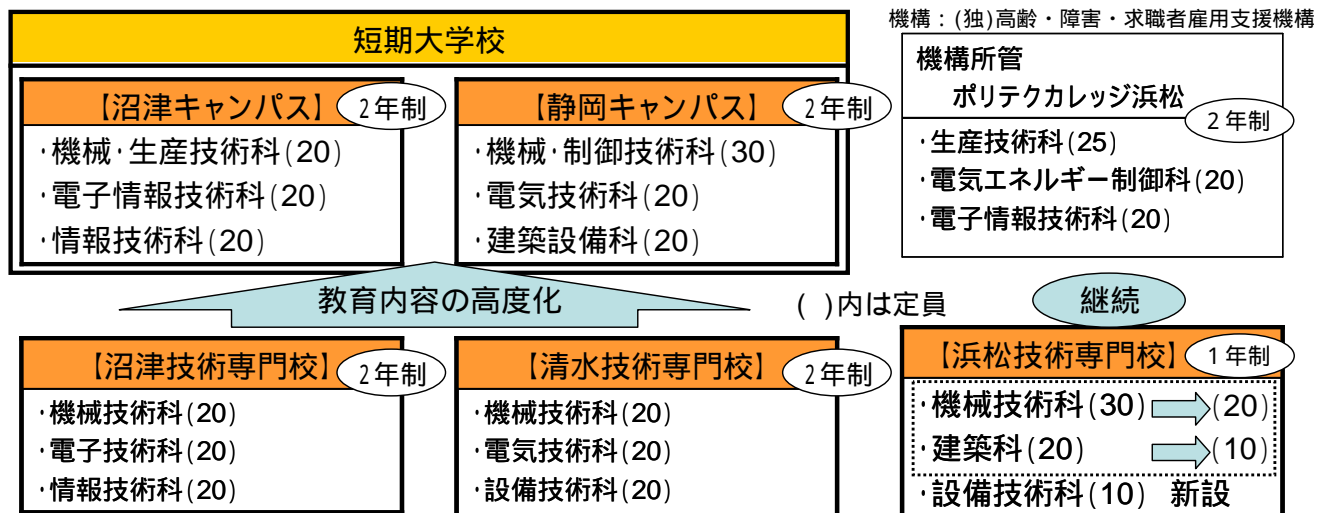 機構：(独)高齢・障害・求職者雇用支援機構
短期大学校
【沼津キャンパス】
2年制
・機械・生産技術科(20)
・電子情報技術科(20)
・情報技術科(20)
【静岡キャンパス】
2年制
・機械・制御技術科(30)
・電気技術科(20)
・建築設備科(20)
機構所管
ポリテクカレッジ浜松
2年制
・生産技術科(25)
・電気エネルギー制御科(20)
・電子情報技術科(20)
教育内容の高度化
( )内は定員
継続
【沼津技術専門校】
2年制
・機械技術科(20)
・電子技術科(20)
・情報技術科(20)
【清水技術専門校】
2年制
・機械技術科(20)
・電気技術科(20)
・設備技術科(20)
【浜松技術専門校】
1年制
・機械技術科(30) (20)
・建築科(20) (10)
・設備技術科(10) 新設